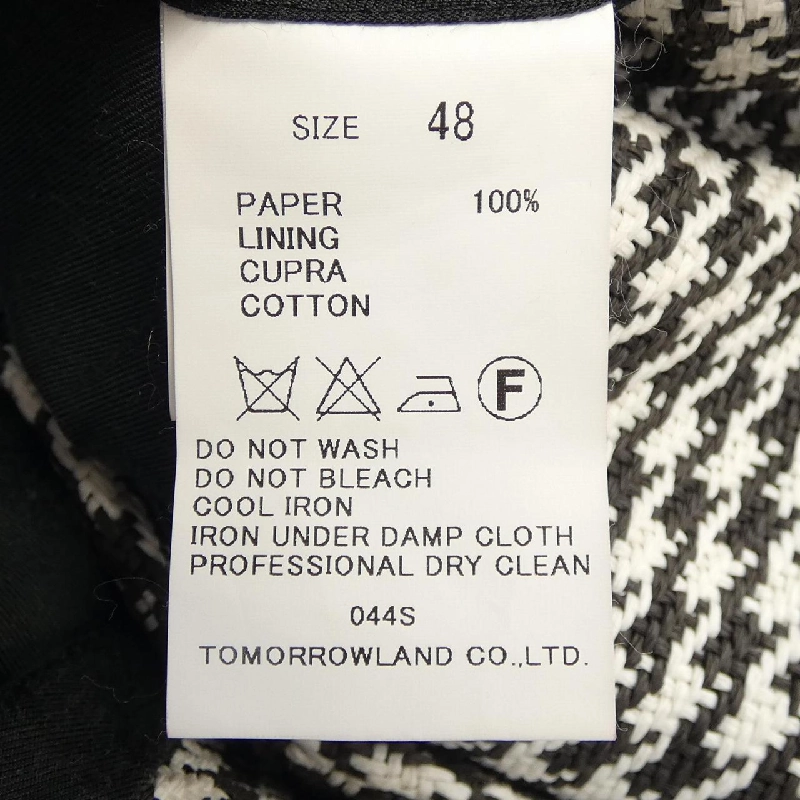 SIZE 48
PAPER 100%
LINING
CUPRA
COTTON
F
DO NOT WASH
DO NOT BLEACH
COOL IRON
IRON UNDER DAMP CLOTH
PROFESSIONAL DRY CLEAN
044S
TOMORROWLAND CO.,LTD.